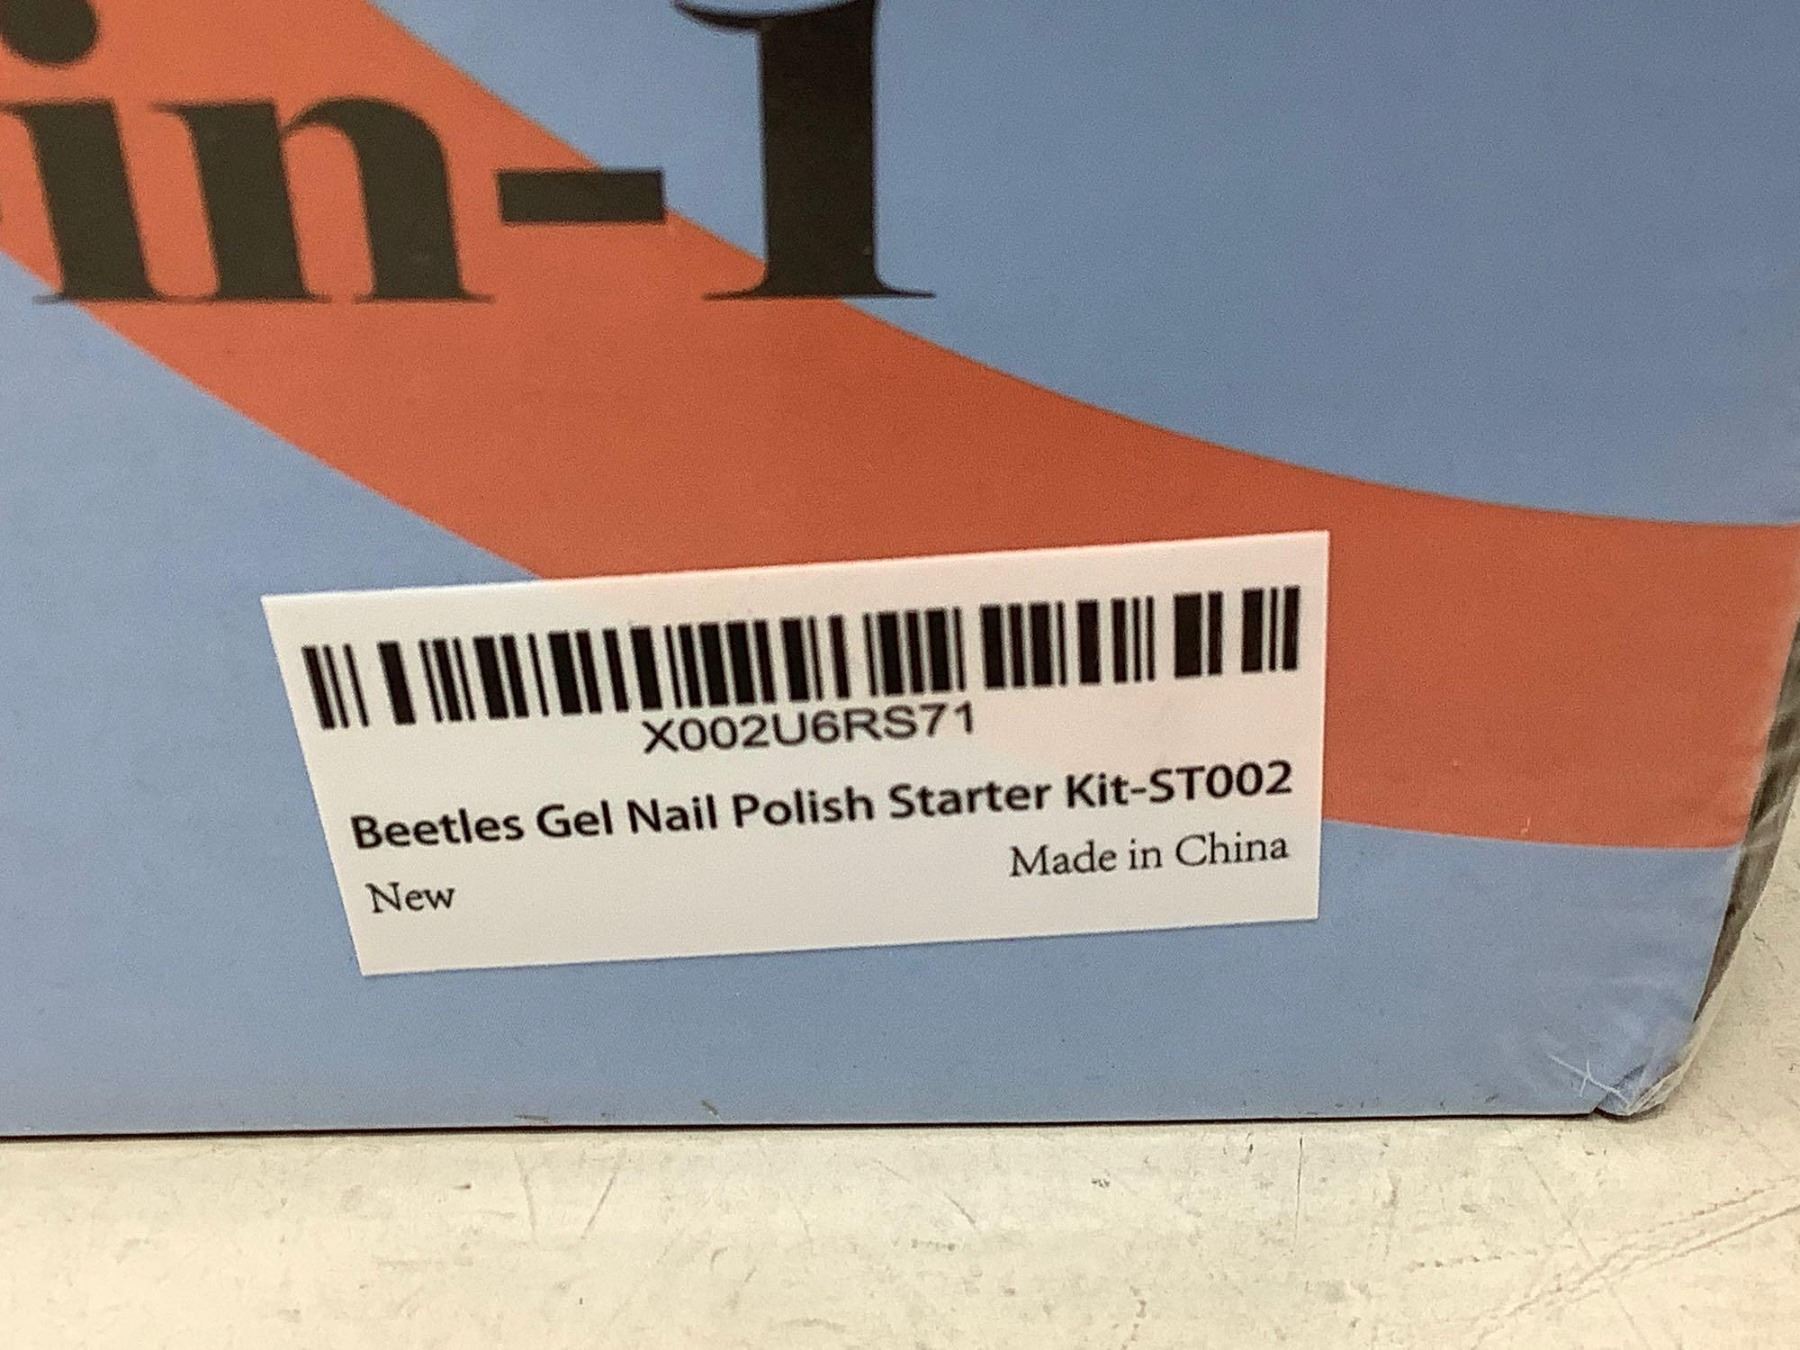 in-1
X002U6RS71
Beetles Gel Nail Polish Starter Kit-ST002
New
Made in China